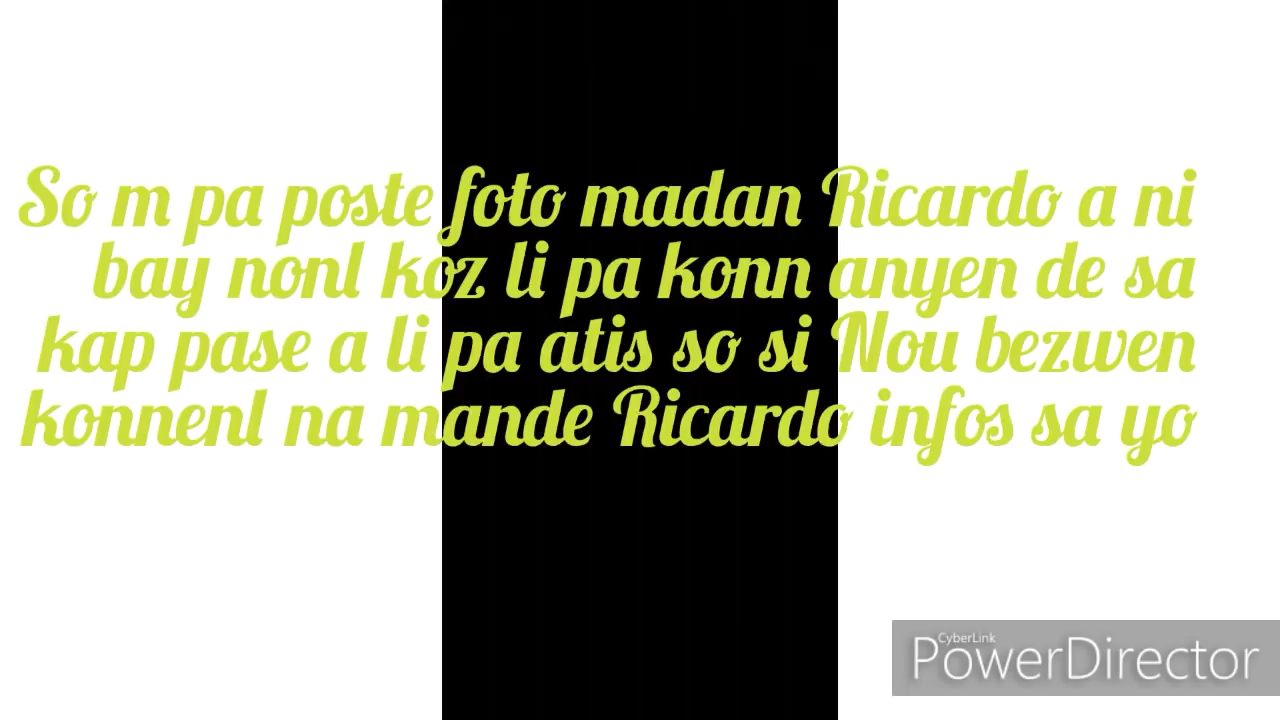 So m pa poste foto madan Ricardo a ni
bay nonl koz li pa konn anyen de sa
kap pase a li pa atis so si Nou bezwen
konnenl na mande Ricardo infos sa yo
CyberLink
PowerDirector